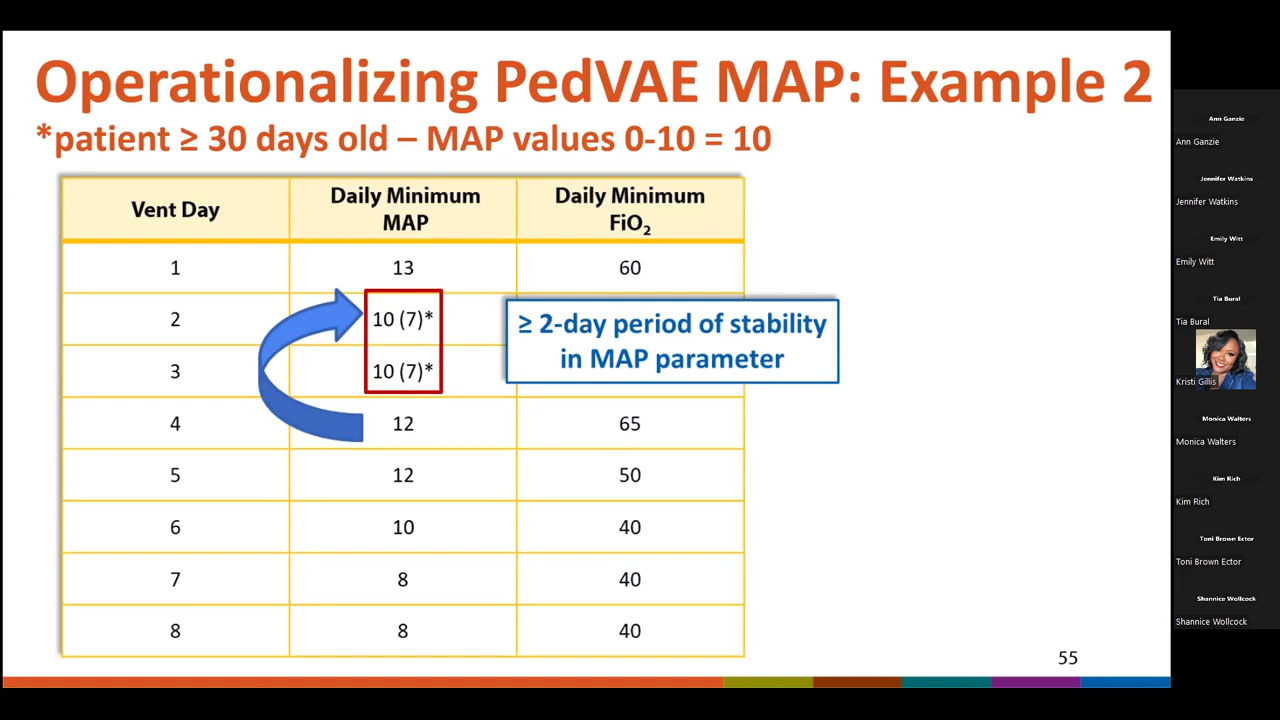 Operationalizing PedVAE MAP: Example 2
*patient ≥ 30 days old – MAP values 0-10 = 10
Vent Day
Daily Minimum
MAP
Daily Minimum
FiO₂
1 13 60
2 10 (7)*
3 10 (7)*
≥ 2-day period of stability
in MAP parameter
4 12 65
5 12 50
6 10 40
7 8 40
8 8 40
55
Ann Ganzie
Ann Ganzie
Jennifer Watkins
Jennifer Watkins
Emily Witt
Emily Witt
Tia Bural
Tia Bural
Kristi Gillis
Monica Walters
Monica Walters
Kim Rich
Kim Rich
Toni Brown Ector
Toni Brown Ector
Shannice Wollcock
Shannice Wollcock